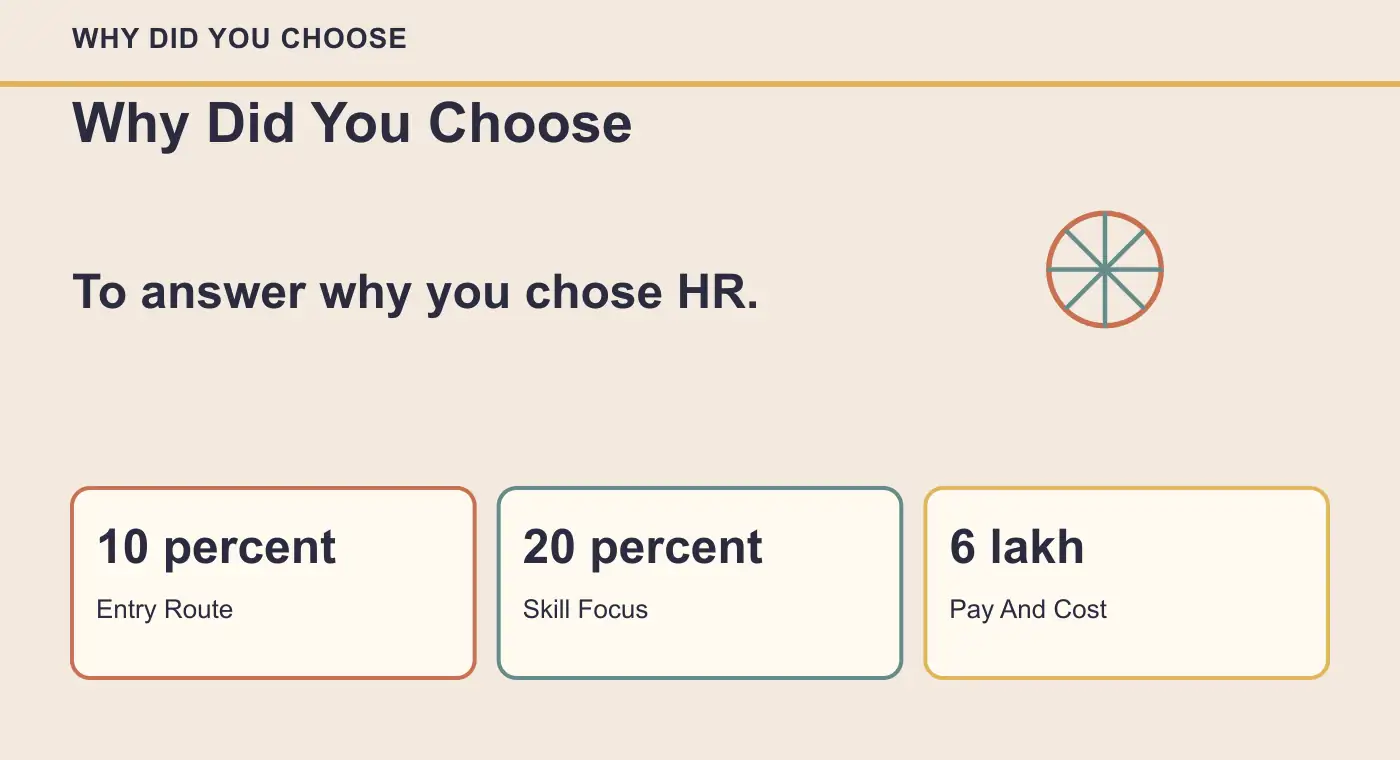 WHY DID YOU CHOOSE
Why Did You Choose
To answer why you chose HR.
10 percent
Entry Route
20 percent
Skill Focus
6 lakh
Pay And Cost